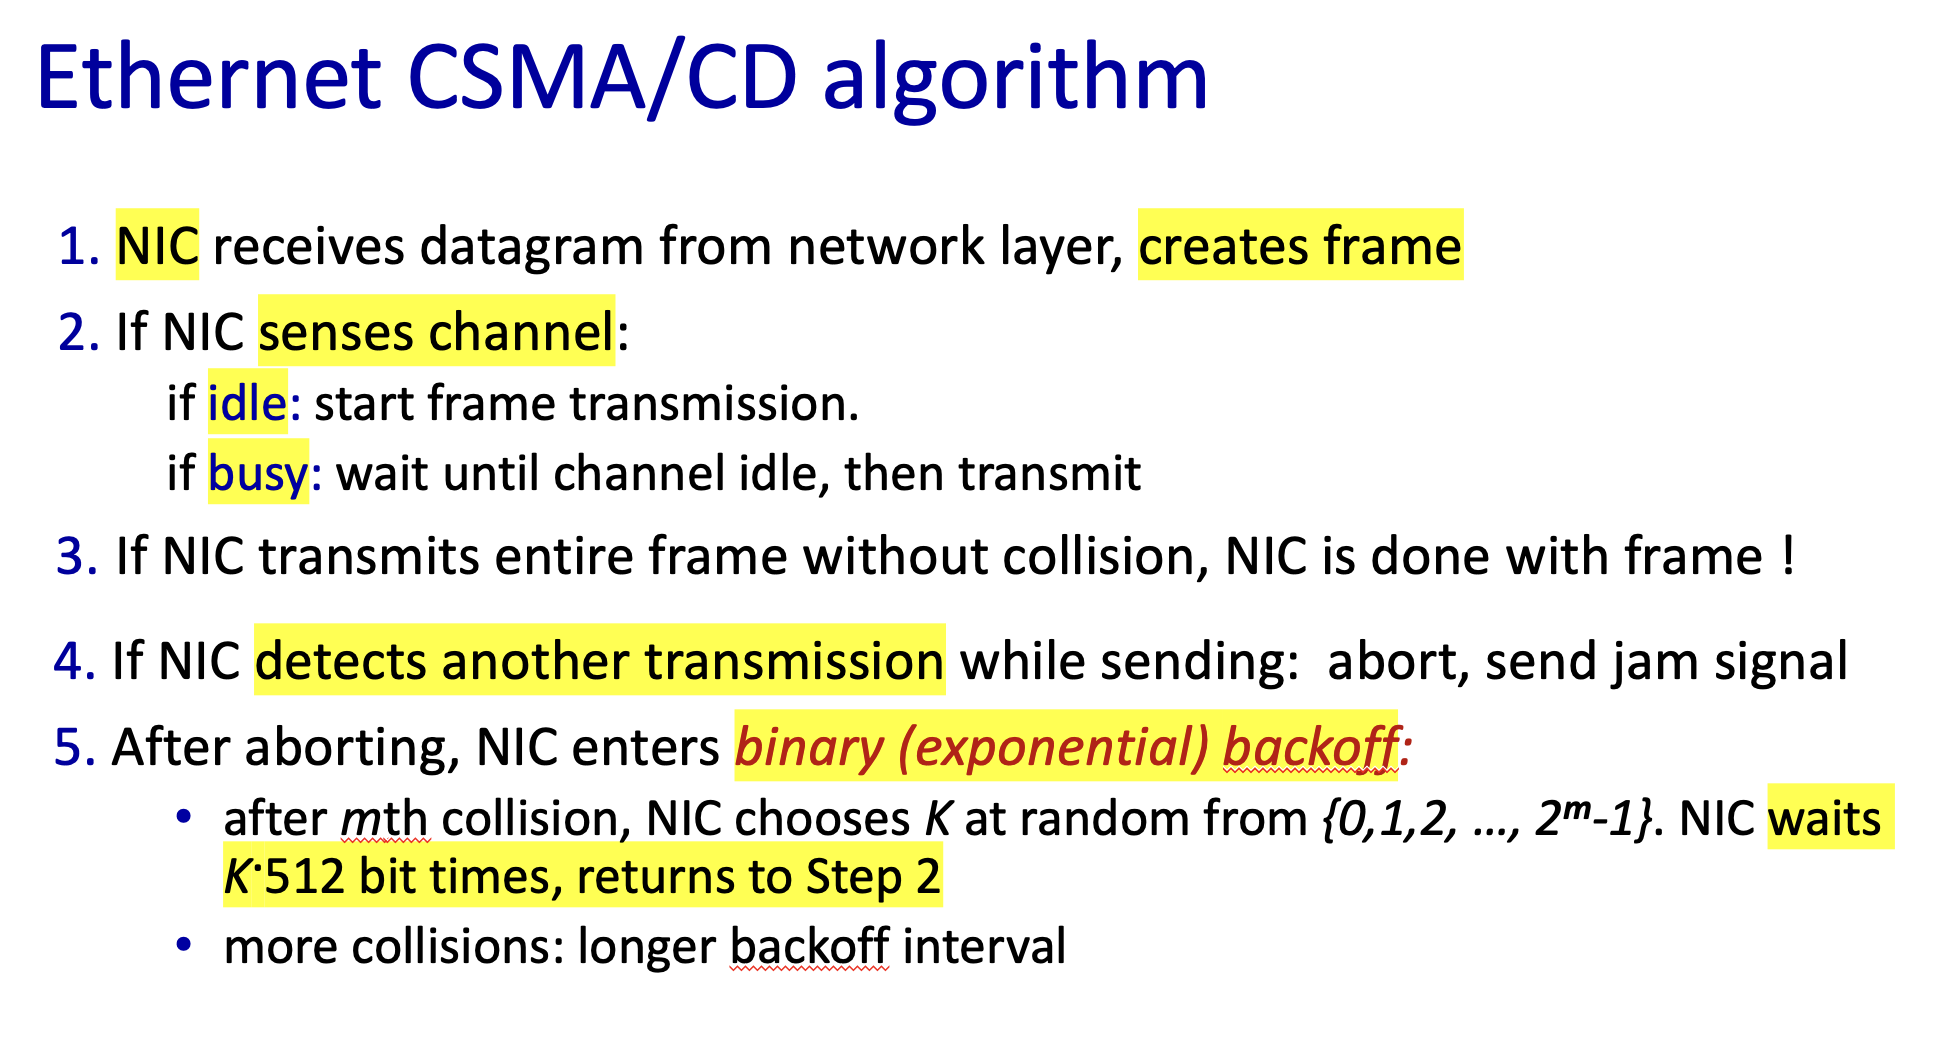 Ethernet CSMA/CD algorithm
1. NIC receives datagram from network layer, creates frame
2. If NIC senses channel:
if idle: start frame transmission.
if busy: wait until channel idle, then transmit
3. If NIC transmits entire frame without collision, NIC is done with frame !
4. If NIC detects another transmission while sending:  abort, send jam signal
5. After aborting, NIC enters binary (exponential) backoff:
• after mth collision, NIC chooses K at random from {0,1,2, …, 2ᵐ-1}. NIC waits
K·512 bit times, returns to Step 2
• more collisions: longer backoff interval